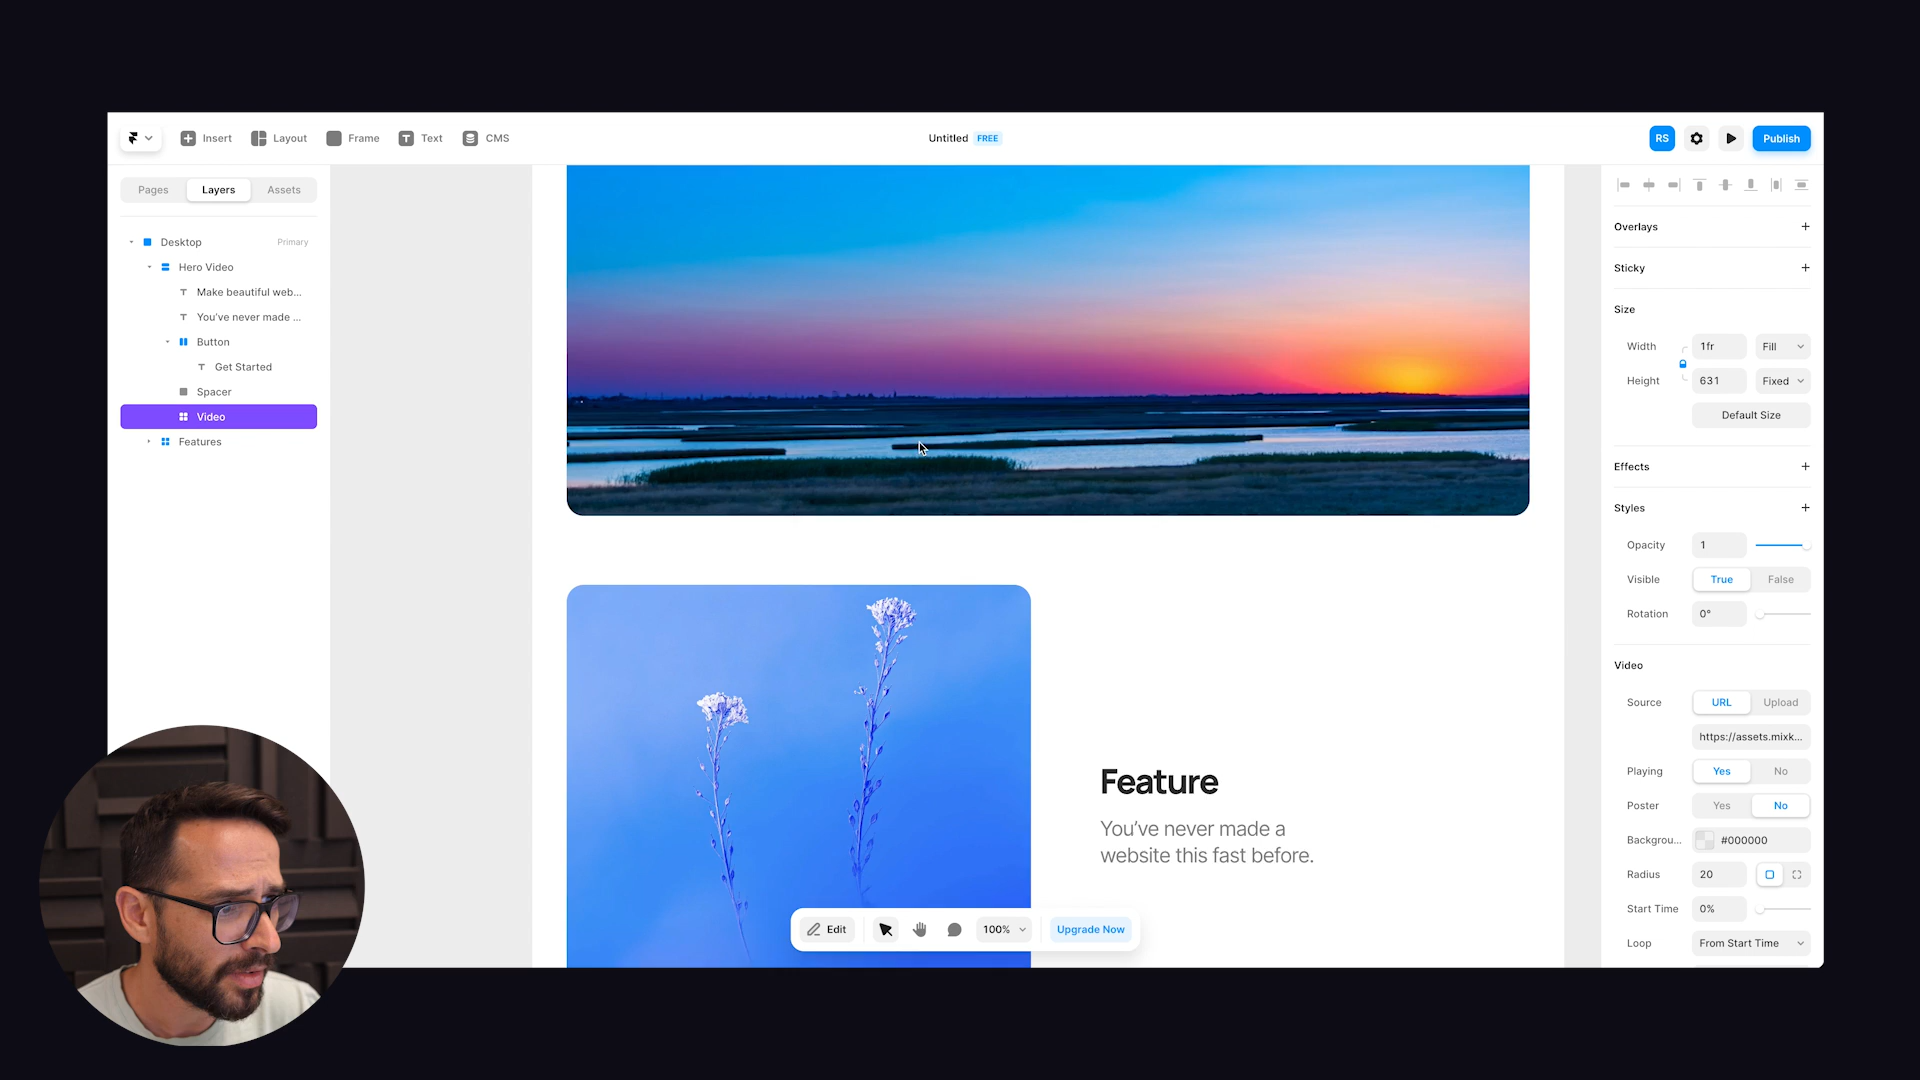 Insert
Layout
Frame
Text
CMS
Untitled FREE
RS
Publish
Pages
Layers
Assets
Desktop
Primary
Hero Video
Make beautiful web...
You've never made ...
Button
Get Started
Spacer
Video
Features
Feature
You've never made a
website this fast before.
Edit
100%
Upgrade Now
Overlays
Sticky
Size
Width 1fr Fill
Height 631 Fixed
Default Size
Effects
Styles
Opacity 1
Visible True False
Rotation 0°
Video
Source URL Upload
https://assets.mixk...
Playing Yes No
Poster Yes No
Backgrou... #000000
Radius 20
Start Time 0%
Loop From Start Time